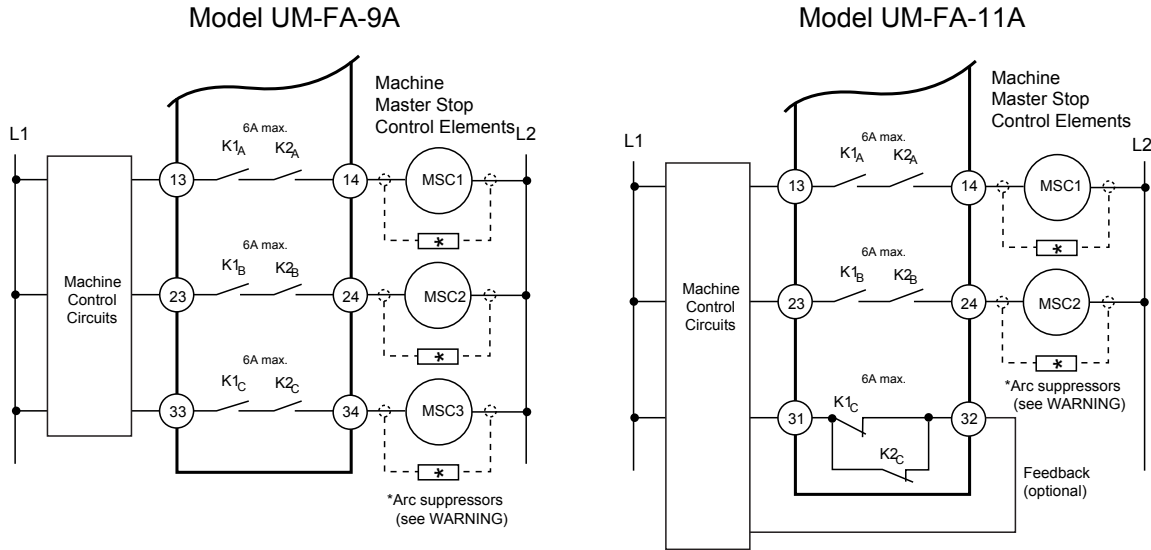 Model UM-FA-9A
Machine
Master Stop
Control Elements
L1
L2
6A max.
K1A K2A
13
14
MSC1
*
6A max.
K1B K2B
Machine
Control
Circuits
23
24
MSC2
*
6A max.
K1C K2C
33
34
MSC3
*
*Arc suppressors
(see WARNING)
Model UM-FA-11A
Machine
Master Stop
Control Elements
L1
L2
6A max.
K1A K2A
13
14
MSC1
*
6A max.
K1B K2B
Machine
Control
Circuits
23
24
MSC2
*
*Arc suppressors
(see WARNING)
6A max.
K1C
31
32
K2C
Feedback
(optional)